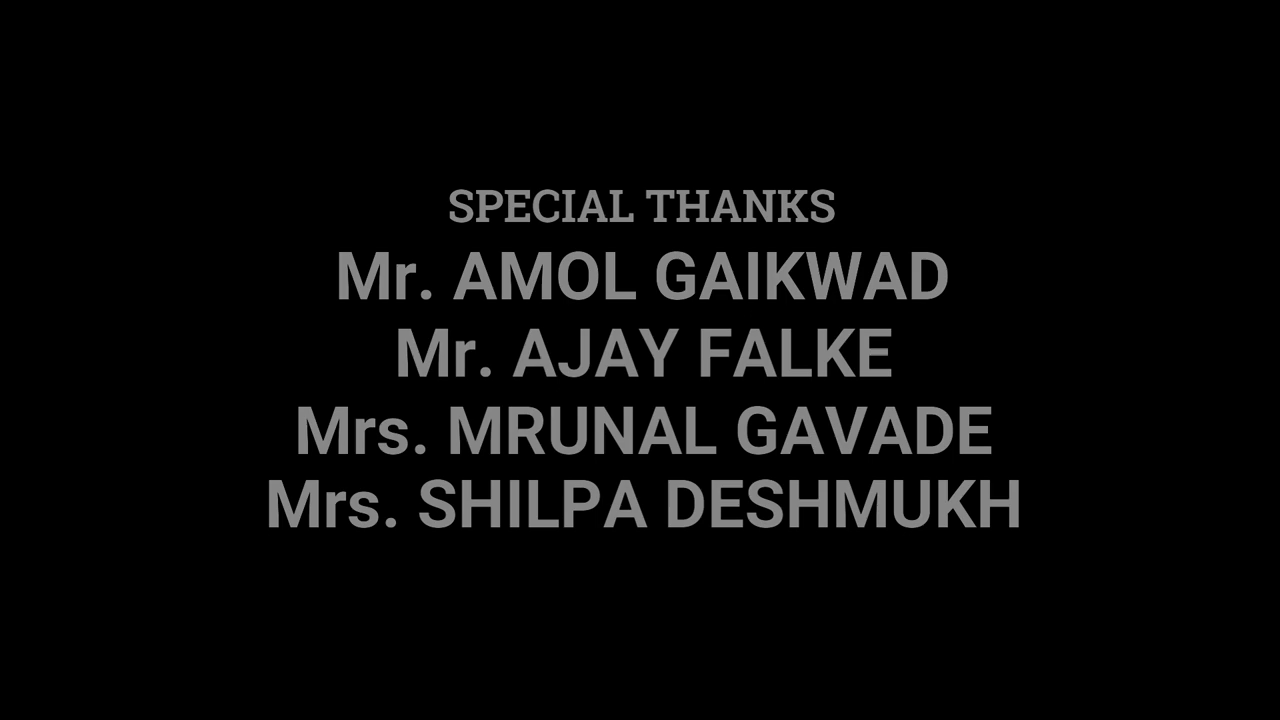 SPECIAL THANKS
Mr. AMOL GAIKWAD
Mr. AJAY FALKE
Mrs. MRUNAL GAVADE
Mrs. SHILPA DESHMUKH